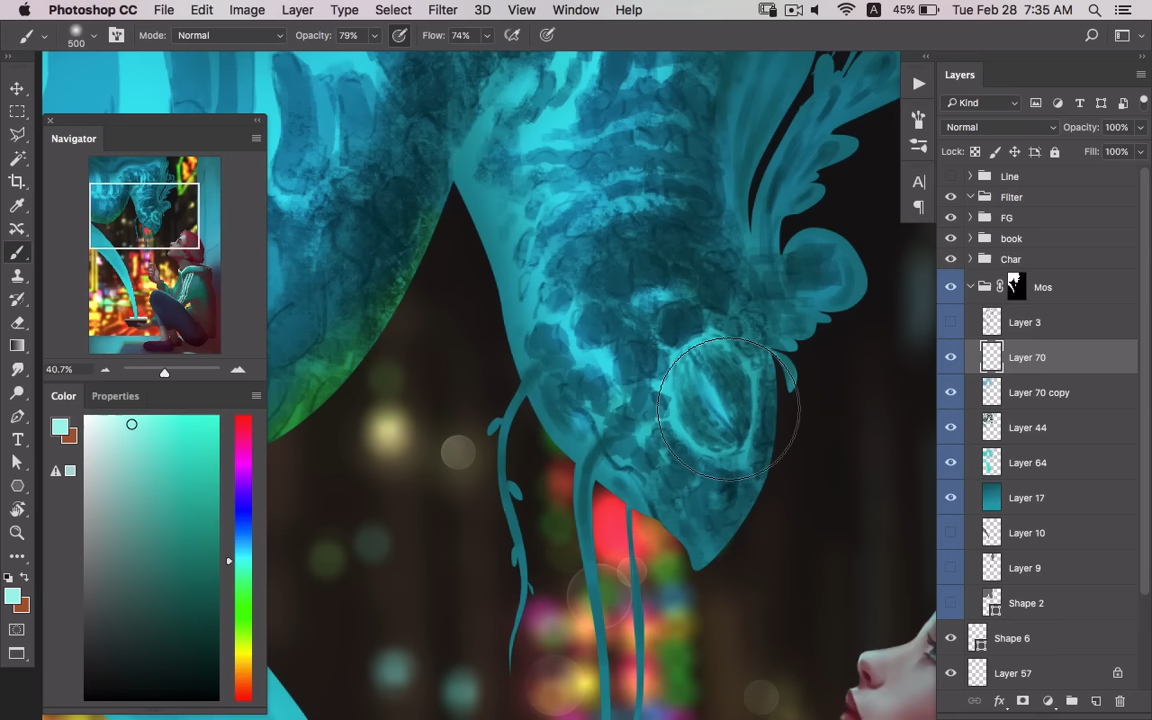 Photoshop CC File Edit Image Layer Type Select Filter 3D View Window Help A 45% Tue Feb 28 7:35 AM
500 Mode: Normal Opacity: 79% Flow: 74%
Navigator
40.7%
Color Properties
A|
Layers
Kind
Normal Opacity: 100%
Lock: Fill: 100%
Line
Filter
FG
book
Char
Mos
Layer 3
Layer 70
Layer 70 copy
Layer 44
Layer 64
Layer 17
Layer 10
Layer 9
Shape 2
Shape 6
Layer 57
fx